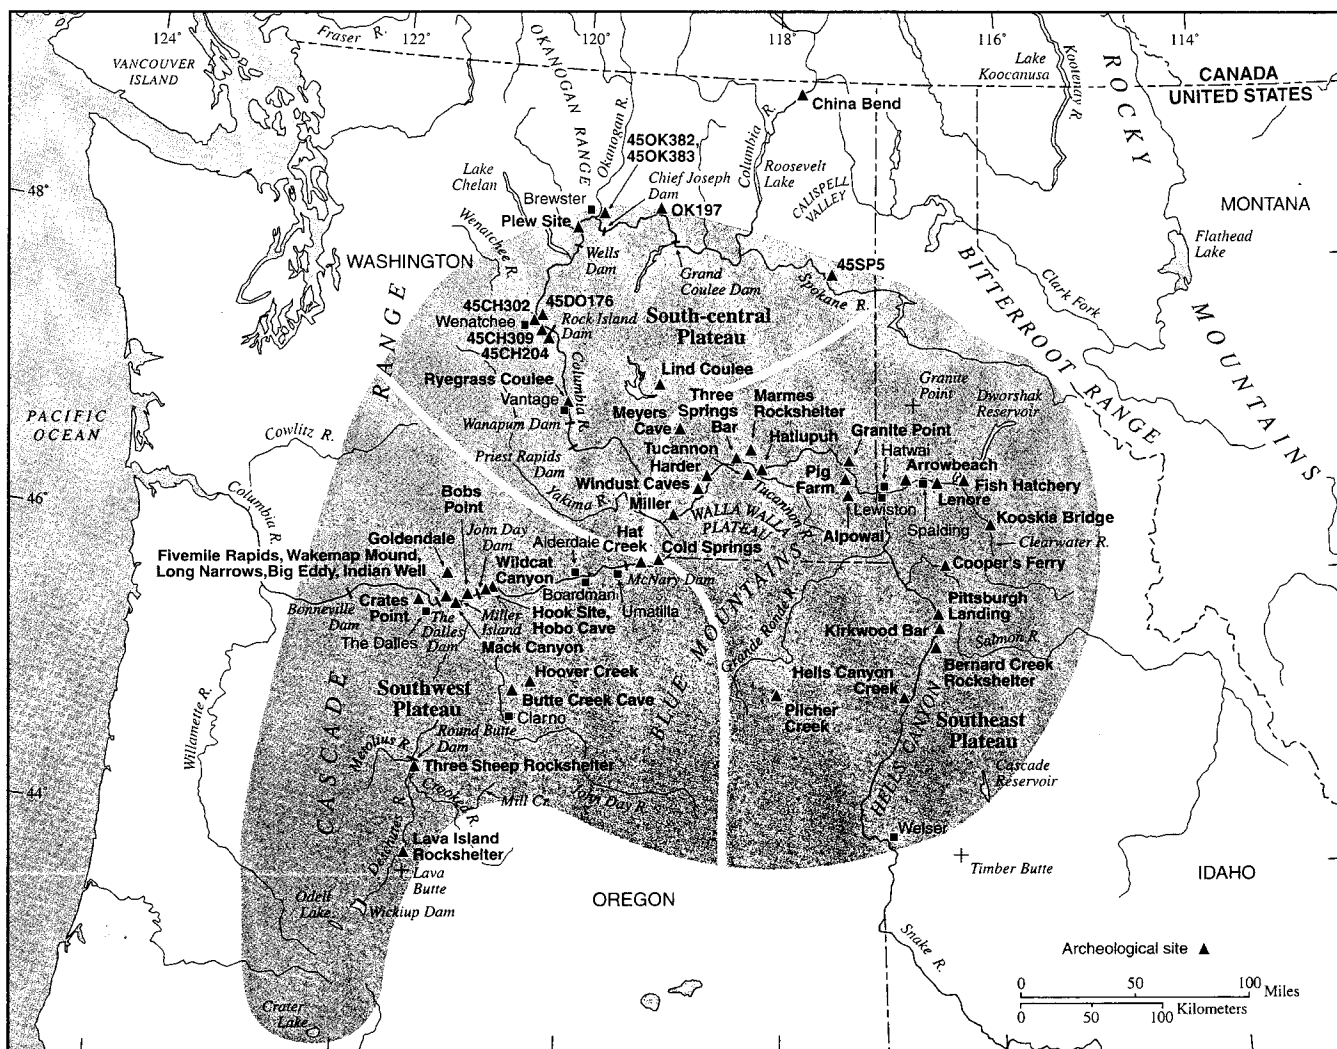 124°
122°
120°
118°
116°
114°
Fraser R.
VANCOUVER
ISLAND
OKANOGAN RANGE
Okanogan R.
Lake
Koocanusa
Kootenay R.
ROCKY
MOUNTAINS
CANADA
UNITED STATES
China Bend
Columbia R.
Roosevelt
Lake
CALISPELL
VALLEY
45OK382,
45OK383
Lake
Chelan
Chief Joseph
Dam
Brewster
Plew Site
OK197
48°
MONTANA
Flathead
Lake
Wenatchee R.
Wells
Dam
WASHINGTON
Grand
Coulee Dam
45SP5
Spokane R.
BITTERROOT RANGE
Clark Fork
45CH302
45DO176
Wenatchee
Rock Island
Dam
45CH309
45CH204
South-central
Plateau
CASCADE RANGE
Ryegrass Coulee
Vantage
Columbia R.
Lind Coulee
Granite
Point
Dworshak
Reservoir
Three
Springs
Bar
Marmes
Rockshelter
Meyers
Cave
Wanapum Dam
PACIFIC
OCEAN
Cowlitz R.
Priest Rapids
Dam
Tucannon
Harder
Hatiupuh
Granite Point
Hatwai
Arrowbeach
Pig
Farm
Fish Hatchery
Windust Caves
Lenore
46°
Columbia R.
Bobs
Point
Yakima R.
Miller
WALLA WALLA
PLATEAU
Tucannon R.
Lewiston
Spalding
Kooskia Bridge
Alpowai
Clearwater R.
John Day
Dam
Goldendale
Hat
Creek
Alderdale
Cold Springs
Fivemile Rapids, Wakemap Mound,
Long Narrows,Big Eddy, Indian Well
Wildcat
Canyon
McNary Dam
Cooper's Ferry
Boardman
Umatilla
Bonneville
Dam
Crates
Point
The Dalles
The
Dalles
Dam
Miller
Island
Hook Site,
Hobo Cave
Pittsburgh
Landing
Kirkwood Bar
Salmon R.
Grande Ronde R.
Mack Canyon
Bernard Creek
Rockshelter
Hoover Creek
Hells Canyon
Creek
Butte Creek Cave
Southwest
Plateau
Pilcher
Creek
Clarno
BLUE MOUNTAINS
HELLS CANYON
Southeast
Plateau
Willamette R.
Round Butte
Dam
Metolius R.
Three Sheep Rockshelter
Cascade
Reservoir
Crooked R.
Mill Cr.
John Day R.
44°
Deschutes R.
Weiser
Lava Island
Rockshelter
Timber Butte
Lava
Butte
IDAHO
Odell
Lake
Wickiup Dam
OREGON
Snake R.
Archeological site
Crater
Lake
0 50 100 Miles
0 50 100 Kilometers